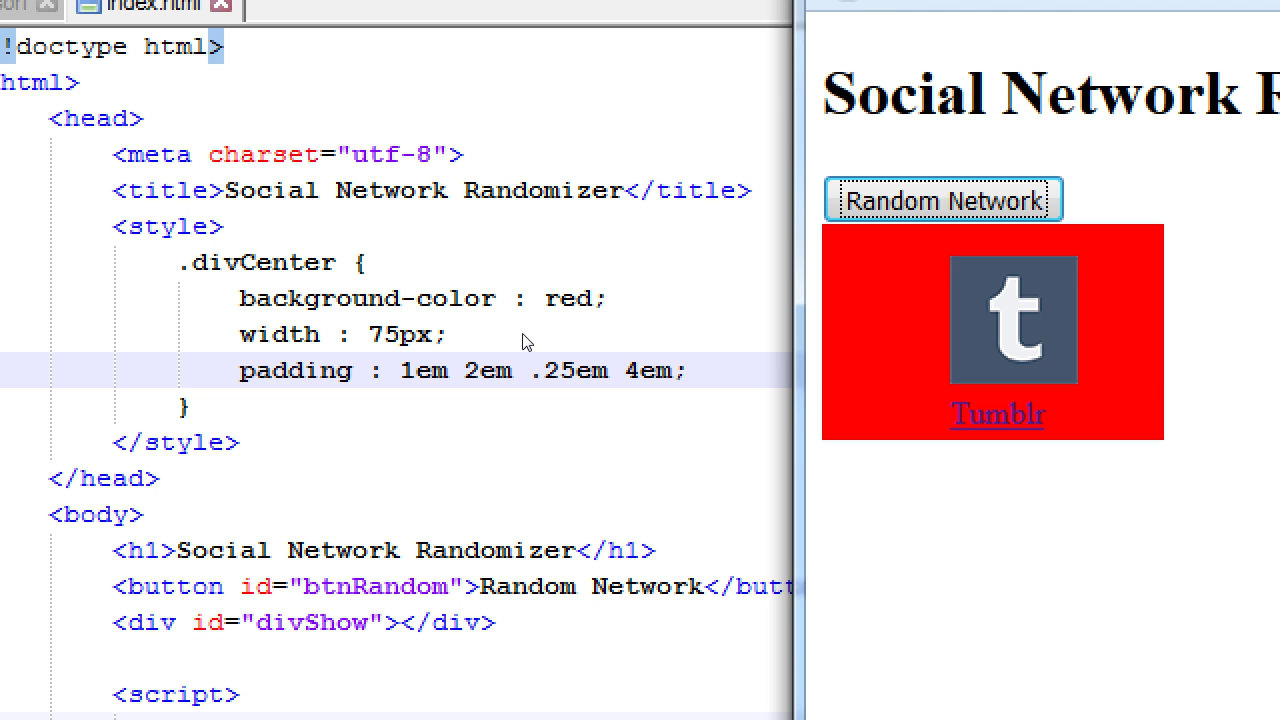 index.html
!doctype html>
html>
<head>
<meta charset="utf-8">
<title>Social Network Randomizer</title>
<style>
.divCenter {
background-color : red;
width : 75px;
padding : 1em 2em .25em 4em;
}
</style>
</head>
<body>
<h1>Social Network Randomizer</h1>
<button id="btnRandom">Random Network</butt
<div id="divShow"></div>
<script>
Social Network R
Random Network
t
Tumblr